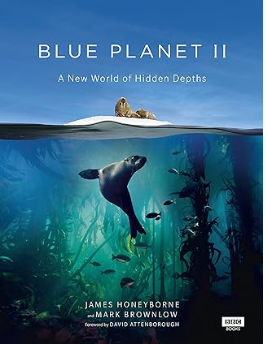 BLUE PLANET II
A New World of Hidden Depths
JAMES HONEYBORNE
AND MARK BROWNLOW
Foreword by DAVID ATTENBOROUGH
BBC
BOOKS